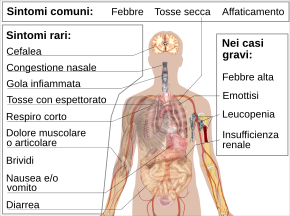 Sintomi comuni: Febbre Tosse secca Affaticamento
Sintomi rari:
Cefalea
Congestione nasale
Gola infiammata
Tosse con espettorato
Respiro corto
Dolore muscolare
o articolare
Brividi
Nausea e/o
vomito
Diarrea
Nei casi
gravi:
Febbre alta
Emottisi
Leucopenia
Insufficienza
renale